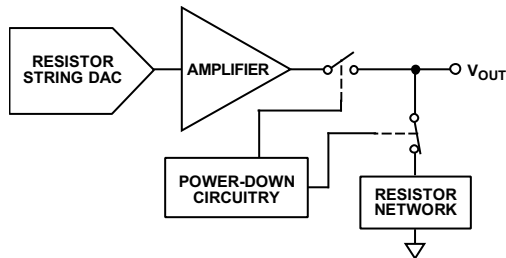 RESISTOR
STRING DAC
AMPLIFIER
VOUT
POWER-DOWN
CIRCUITRY
RESISTOR
NETWORK